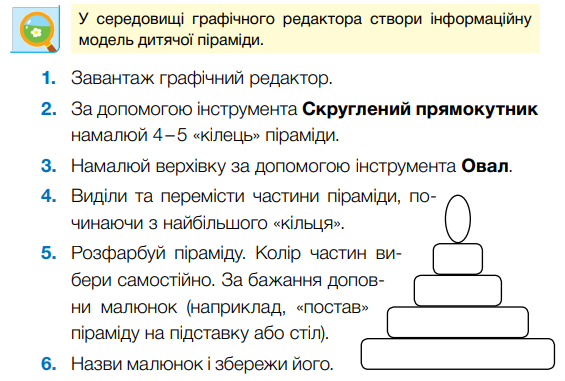 У середовищі графічного редактора створи інформаційну
модель дитячої піраміди.
1. Завантаж графічний редактор.
2. За допомогою інструмента Скруглений прямокутник
намалюй 4–5 «кілець» піраміди.
3. Намалюй верхівку за допомогою інструмента Овал.
4. Виділи та перемісти частини піраміди, по-
чинаючи з найбільшого «кільця».
5. Розфарбуй піраміду. Колір частин ви-
бери самостійно. За бажання допов-
ни малюнок (наприклад, «постав»
піраміду на підставку або стіл).
6. Назви малюнок і збережи його.